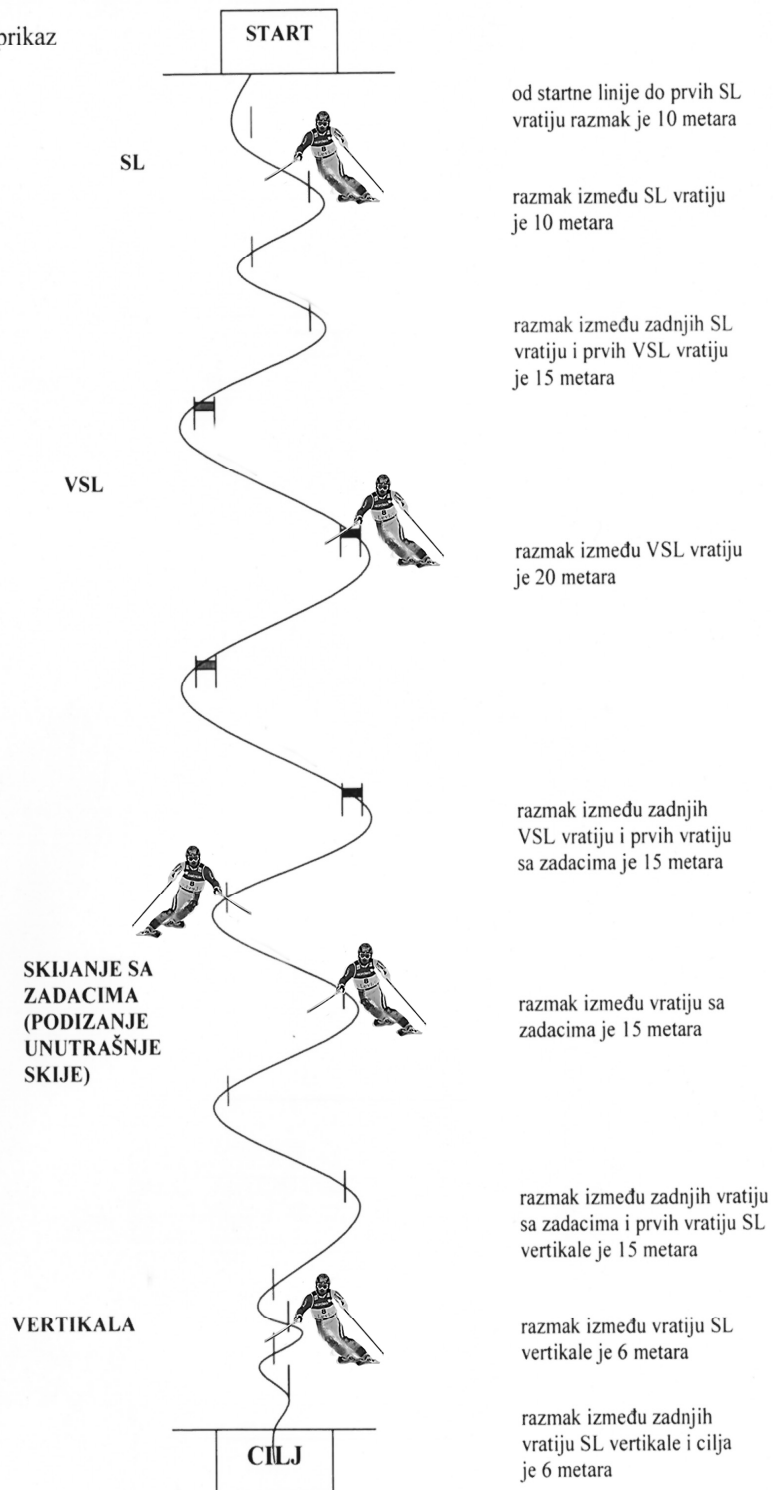 prikaz
START
od startne linije do prvih SL
vratiju razmak je 10 metara
SL
razmak između SL vratiju
je 10 metara
razmak između zadnjih SL
vratiju i prvih VSL vratiju
je 15 metara
VSL
razmak između VSL vratiju
je 20 metara
razmak između zadnjih
VSL vratiju i prvih vratiju
sa zadacima je 15 metara
SKIJANJE SA
ZADACIMA
(PODIZANJE
UNUTRAŠNJE
SKIJE)
razmak između vratiju sa
zadacima je 15 metara
razmak između zadnjih vratiju
sa zadacima i prvih vratiju SL
vertikale je 15 metara
VERTIKALA
razmak između vratiju SL
vertikale je 6 metara
razmak između zadnjih
vratiju SL vertikale i cilja
je 6 metara
CILJ